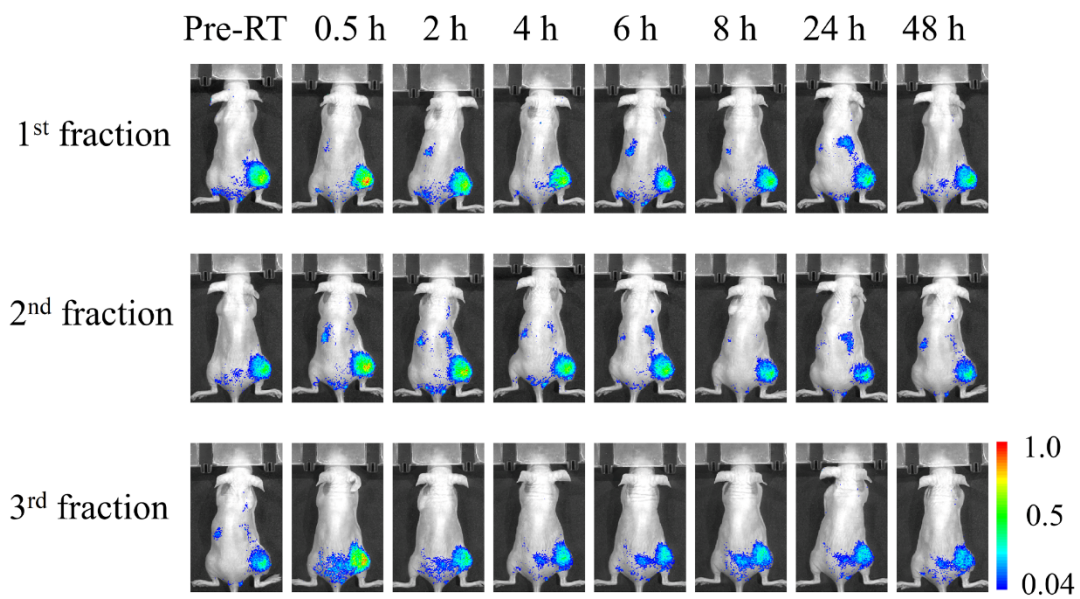 Pre-RT 0.5 h 2 h 4 h 6 h 8 h 24 h 48 h
1st fraction
2nd fraction
3rd fraction
1.0
0.5
0.04